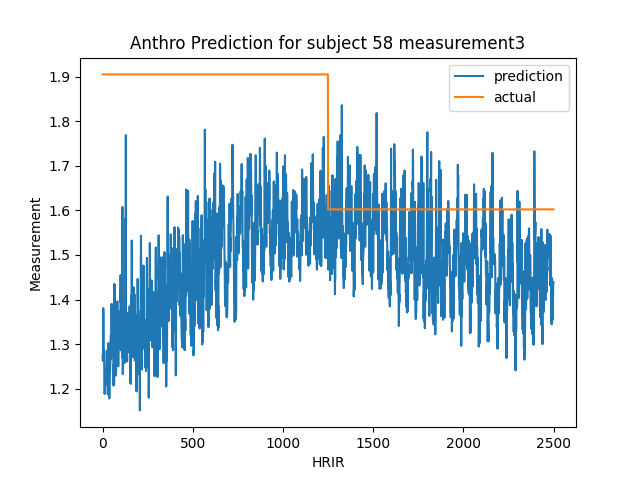 Anthro Prediction for subject 58 measurement3
prediction
actual
Measurement
1.9
1.8
1.7
1.6
1.5
1.4
1.3
1.2
0
500
1000
1500
2000
2500
HRIR